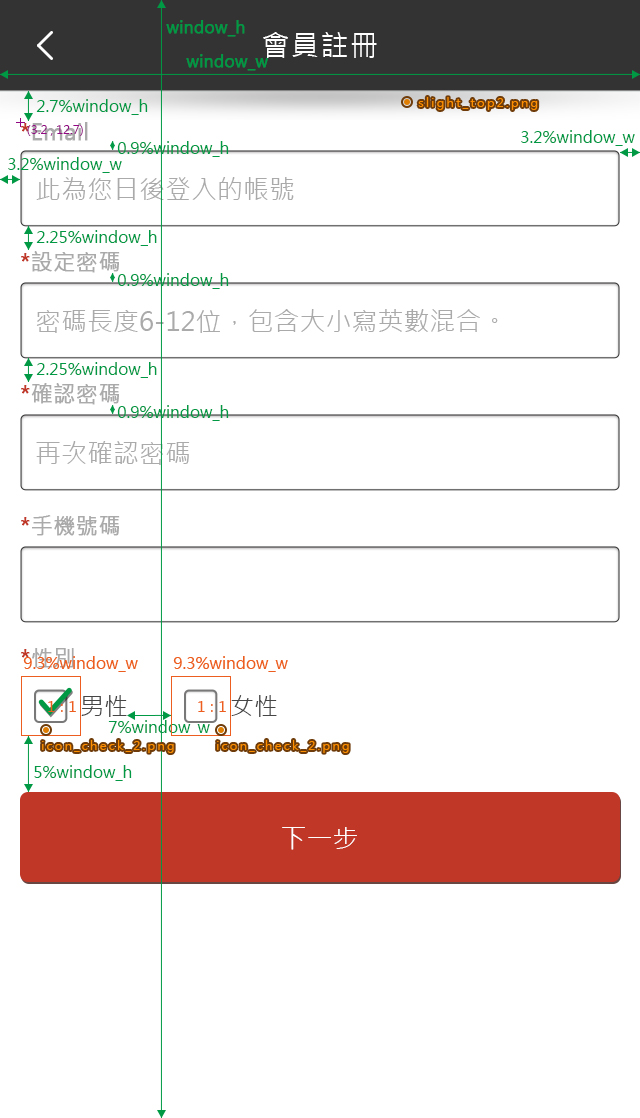 window_h
會員註冊
window_w
2.7%window_h
slight_top2.png
(3.2 , 12.7)
*Email
0.9%window_h
3.2%window_w
3.2%window_w
此為您日後登入的帳號
2.25%window_h
*設定密碼
0.9%window_h
密碼長度6-12位，包含大小寫英數混合。
2.25%window_h
*確認密碼
0.9%window_h
再次確認密碼
*手機號碼
*性別
9.3%window_w
9.3%window_w
1 : 1 男性
1 : 1 女性
7%window_w
icon_check_2.png
icon_check_2.png
5%window_h
下一步